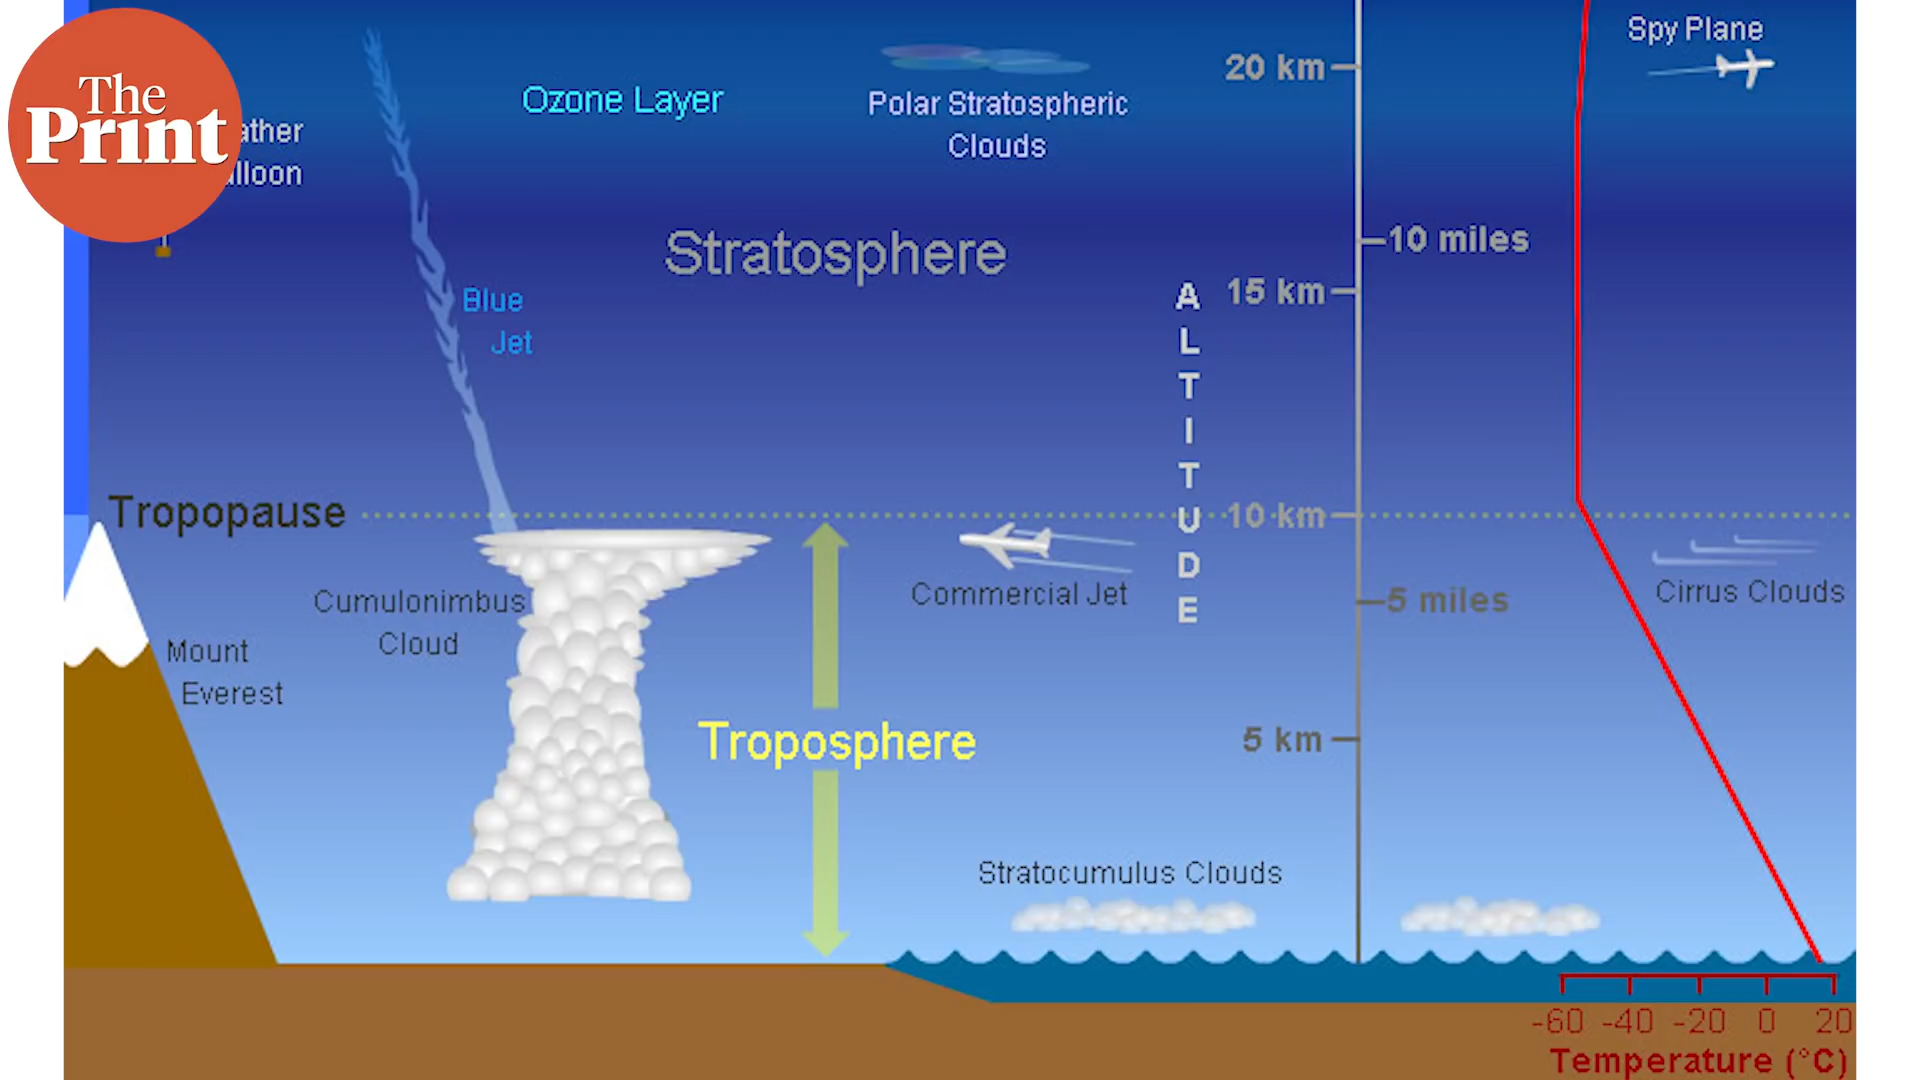 The
Print
Spy Plane
20 km
Ozone Layer
Polar Stratospheric
Clouds
Stratosphere
10 miles
15 km
Blue
Jet
ALTITUDE
Tropopause
10 km
Commercial Jet
5 miles
Cirrus Clouds
Cumulonimbus
Cloud
Mount
Everest
Troposphere
5 km
Stratocumulus Clouds
-60 -40 -20 0 20
Temperature (°C)